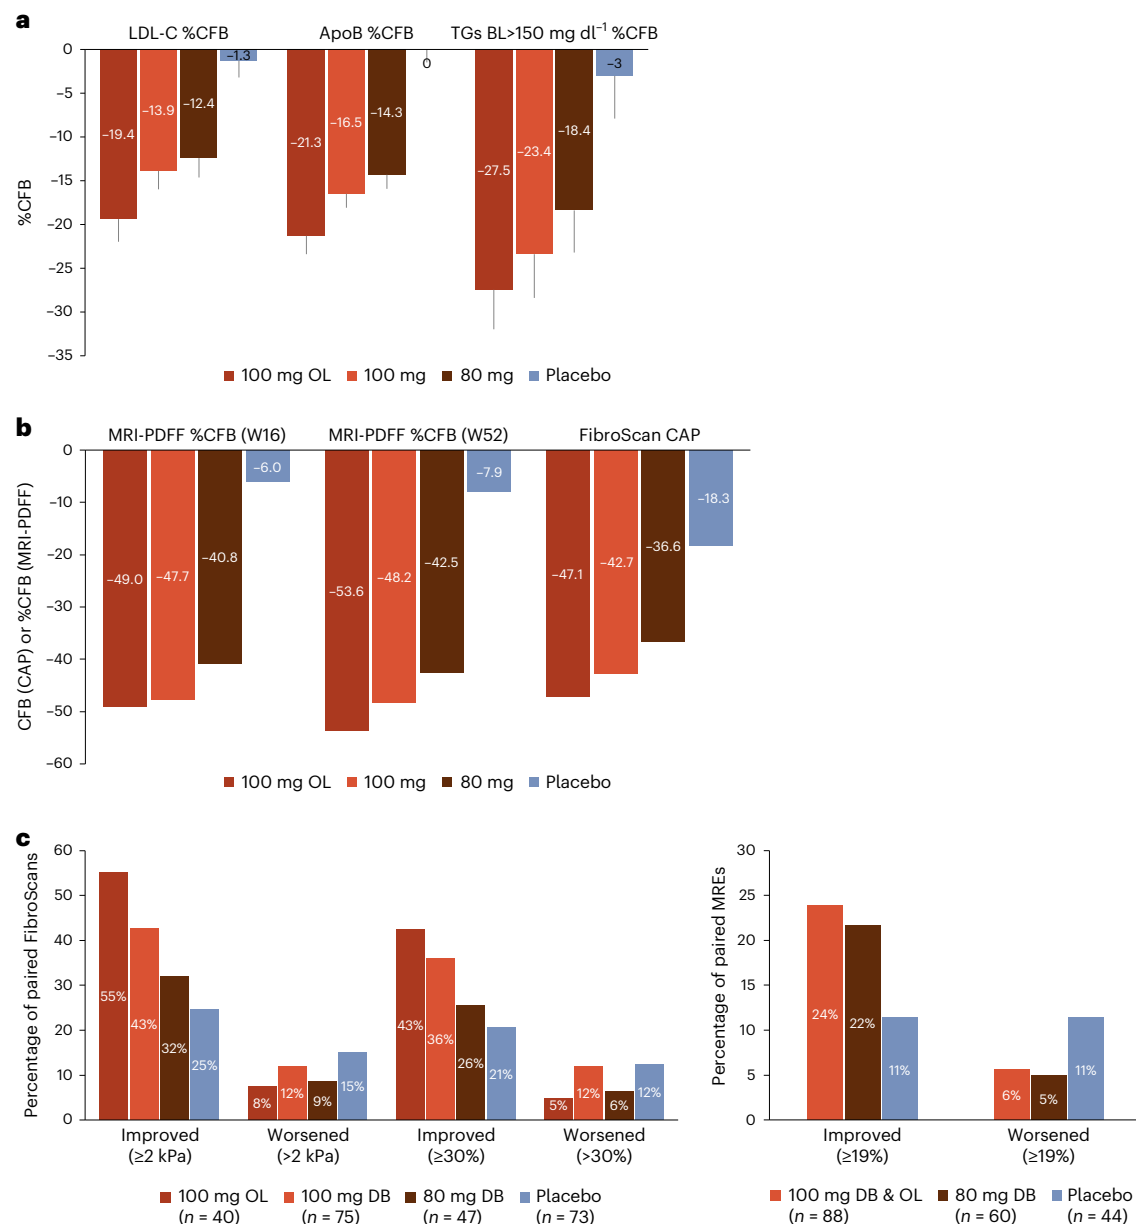 a
LDL-C %CFB
ApoB %CFB
TGs BL>150 mg dl⁻¹ %CFB
%CFB
0
−5
−10
−15
−20
−25
−30
−35
−19.4
−13.9
−12.4
−1.3
−21.3
−16.5
−14.3
0
−27.5
−23.4
−18.4
−3
100 mg OL
100 mg
80 mg
Placebo
b
MRI-PDFF %CFB (W16)
MRI-PDFF %CFB (W52)
FibroScan CAP
CFB (CAP) or %CFB (MRI-PDFF)
0
−10
−20
−30
−40
−50
−60
−49.0
−47.7
−40.8
−6.0
−53.6
−48.2
−42.5
−7.9
−47.1
−42.7
−36.6
−18.3
100 mg OL
100 mg
80 mg
Placebo
c
Percentage of paired FibroScans
60
50
40
30
20
10
0
55%
43%
32%
25%
8%
12%
9%
15%
43%
36%
26%
21%
5%
12%
6%
12%
Improved
(≥2 kPa)
Worsened
(>2 kPa)
Improved
(≥30%)
Worsened
(>30%)
100 mg OL
(n = 40)
100 mg DB
(n = 75)
80 mg DB
(n = 47)
Placebo
(n = 73)
Percentage of paired MREs
30
25
20
15
10
5
0
24%
22%
11%
6%
5%
11%
Improved
(≥19%)
Worsened
(≥19%)
100 mg DB & OL
(n = 88)
80 mg DB
(n = 60)
Placebo
(n = 44)